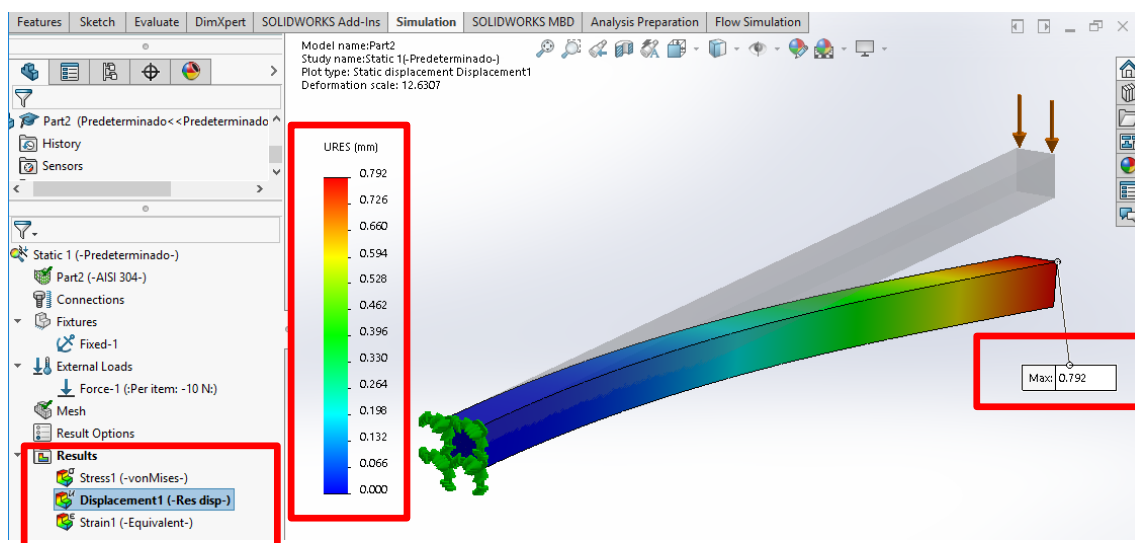 Features Sketch Evaluate DimXpert SOLIDWORKS Add-Ins Simulation SOLIDWORKS MBD Analysis Preparation Flow Simulation
Part2 (Predeterminado<<Predeterminado
History
Sensors
Static 1 (-Predeterminado-)
Part2 (-AISI 304-)
Connections
Fixtures
Fixed-1
External Loads
Force-1 (:Per item: -10 N:)
Mesh
Result Options
Results
Stress1 (-vonMises-)
Displacement1 (-Res disp-)
Strain1 (-Equivalent-)
Model name:Part2
Study name:Static 1(-Predeterminado-)
Plot type: Static displacement Displacement1
Deformation scale: 12.6307
URES (mm)
0.792
0.726
0.660
0.594
0.528
0.462
0.396
0.330
0.264
0.198
0.132
0.066
0.000
Max: 0.792